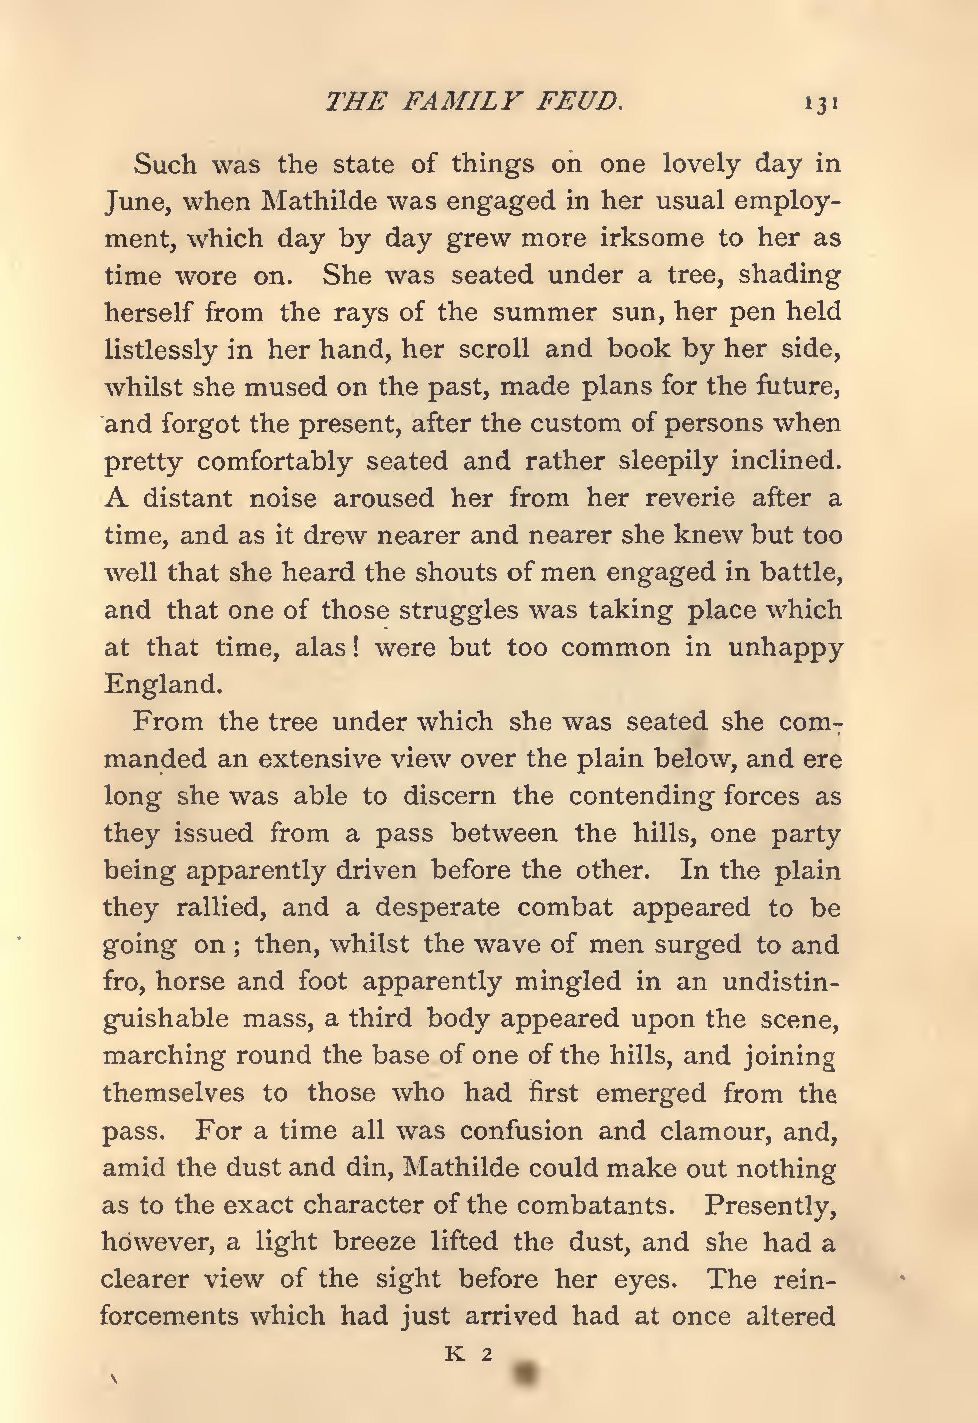 THE FAMILY FEUD. 131
Such was the state of things on one lovely day in
June, when Mathilde was engaged in her usual employ-
ment, which day by day grew more irksome to her as
time wore on. She was seated under a tree, shading
herself from the rays of the summer sun, her pen held
listlessly in her hand, her scroll and book by her side,
whilst she mused on the past, made plans for the future,
and forgot the present, after the custom of persons when
pretty comfortably seated and rather sleepily inclined.
A distant noise aroused her from her reverie after a
time, and as it drew nearer and nearer she knew but too
well that she heard the shouts of men engaged in battle,
and that one of those struggles was taking place which
at that time, alas! were but too common in unhappy
England.
From the tree under which she was seated she com-
manded an extensive view over the plain below, and ere
long she was able to discern the contending forces as
they issued from a pass between the hills, one party
being apparently driven before the other. In the plain
they rallied, and a desperate combat appeared to be
going on; then, whilst the wave of men surged to and
fro, horse and foot apparently mingled in an undistin-
guishable mass, a third body appeared upon the scene,
marching round the base of one of the hills, and joining
themselves to those who had first emerged from the
pass. For a time all was confusion and clamour, and,
amid the dust and din, Mathilde could make out nothing
as to the exact character of the combatants. Presently,
however, a light breeze lifted the dust, and she had a
clearer view of the sight before her eyes. The rein-
forcements which had just arrived had at once altered
K 2